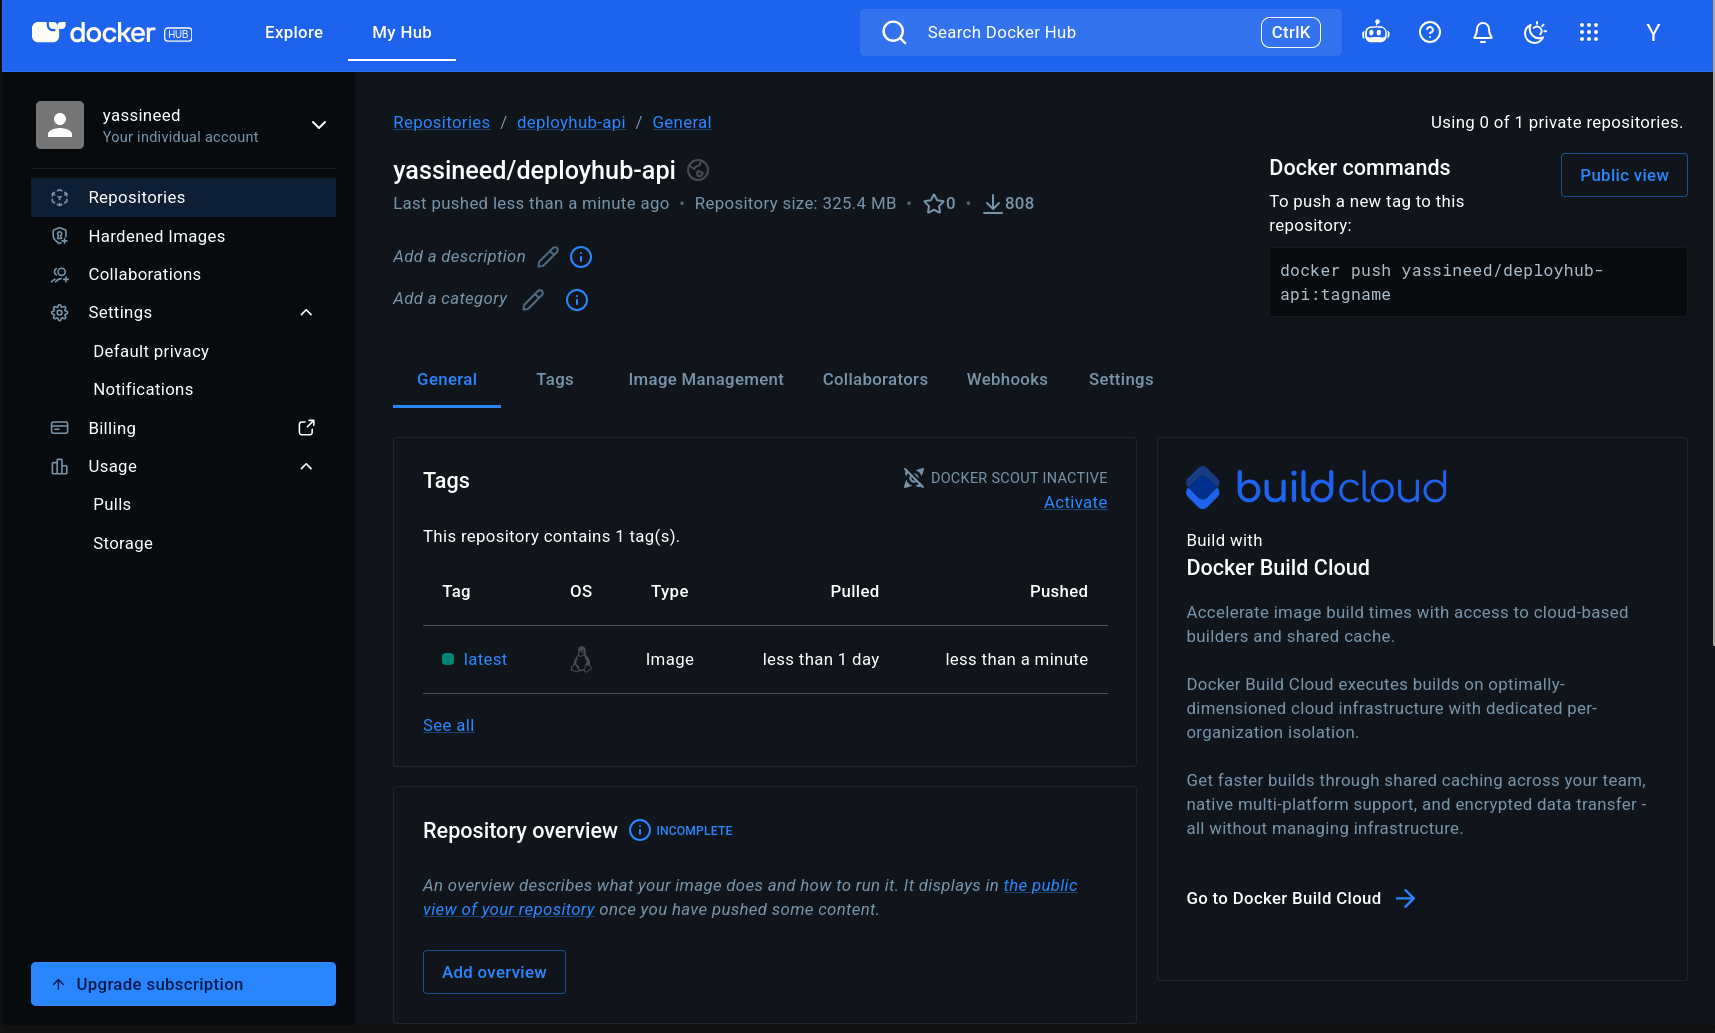 docker HUB
Explore
My Hub
Search Docker Hub
CtrlK
Y
yassineed
Your individual account
Repositories
Hardened Images
Collaborations
Settings
Default privacy
Notifications
Billing
Usage
Pulls
Storage
Upgrade subscription
Repositories / deployhub-api / General
Using 0 of 1 private repositories.
yassineed/deployhub-api
Last pushed less than a minute ago • Repository size: 325.4 MB • 0 • 808
Add a description
Add a category
Docker commands
Public view
To push a new tag to this
repository:
docker push yassineed/deployhub-
api:tagname
General
Tags
Image Management
Collaborators
Webhooks
Settings
Tags
DOCKER SCOUT INACTIVE
Activate
This repository contains 1 tag(s).
Tag OS Type Pulled Pushed
latest Image less than 1 day less than a minute
See all
Repository overview INCOMPLETE
An overview describes what your image does and how to run it. It displays in the public
view of your repository once you have pushed some content.
Add overview
buildcloud
Build with
Docker Build Cloud
Accelerate image build times with access to cloud-based
builders and shared cache.
Docker Build Cloud executes builds on optimally-
dimensioned cloud infrastructure with dedicated per-
organization isolation.
Get faster builds through shared caching across your team,
native multi-platform support, and encrypted data transfer -
all without managing infrastructure.
Go to Docker Build Cloud